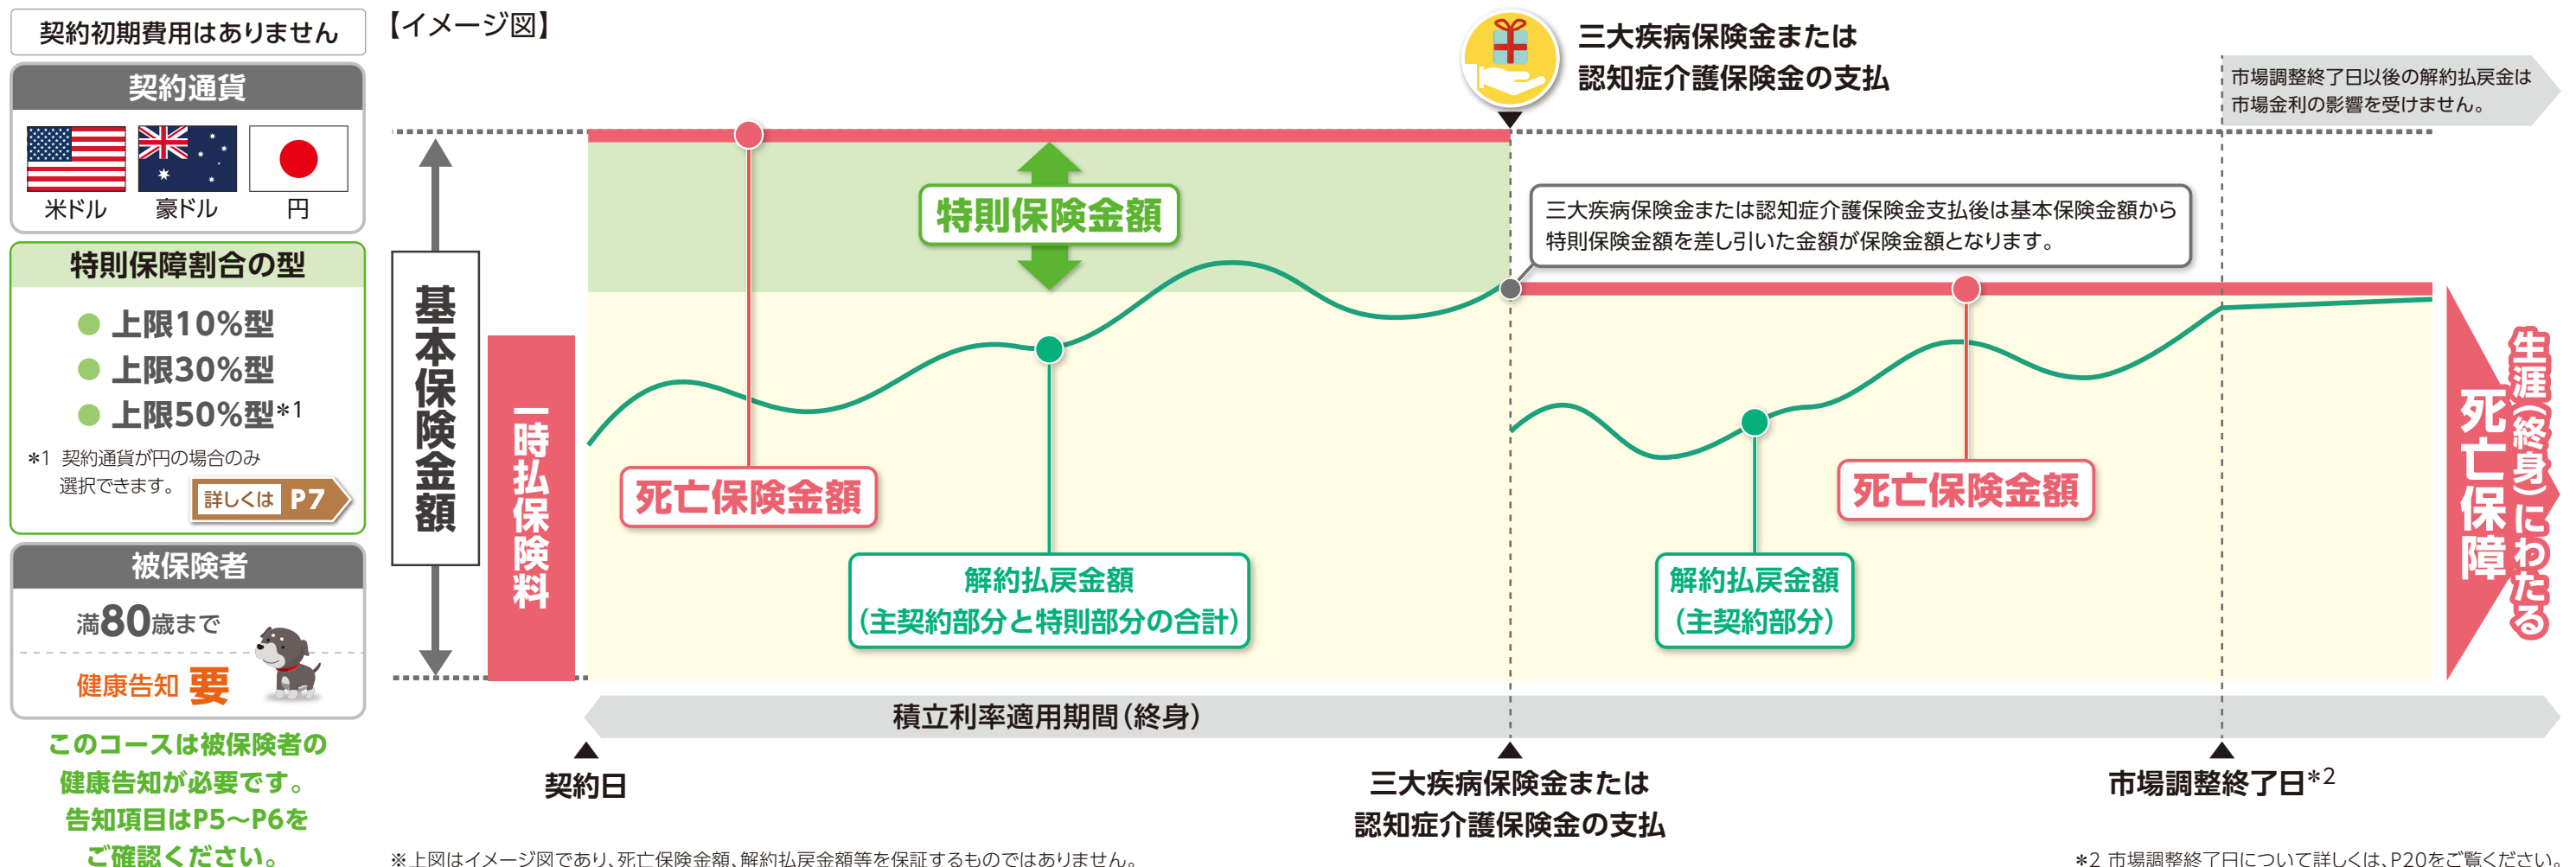 契約初期費用はありません
契約通貨
米ドル
豪ドル
円
特則保障割合の型
● 上限10%型
● 上限30%型
● 上限50%型*1
*1 契約通貨が円の場合のみ
選択できます。
詳しくは P7
被保険者
満80歳まで
健康告知 要
このコースは被保険者の
健康告知が必要です。
告知項目はP5～P6を
ご確認ください。
【イメージ図】
三大疾病保険金または
認知症介護保険金の支払
市場調整終了日以後の解約払戻金は
市場金利の影響を受けません。
基本保険金額
一時払保険料
特則保険金額
三大疾病保険金または認知症介護保険金支払後は基本保険金額から
特則保険金額を差し引いた金額が保険金額となります。
死亡保険金額
解約払戻金額
（主契約部分と特則部分の合計）
死亡保険金額
解約払戻金額
（主契約部分）
生涯（終身）にわたる
死亡保障
積立利率適用期間（終身）
契約日
三大疾病保険金または
認知症介護保険金の支払
市場調整終了日*2
※上図はイメージ図であり、死亡保険金額、解約払戻金額等を保証するものではありません。
*2 市場調整終了日について詳しくは、P20をご覧ください。